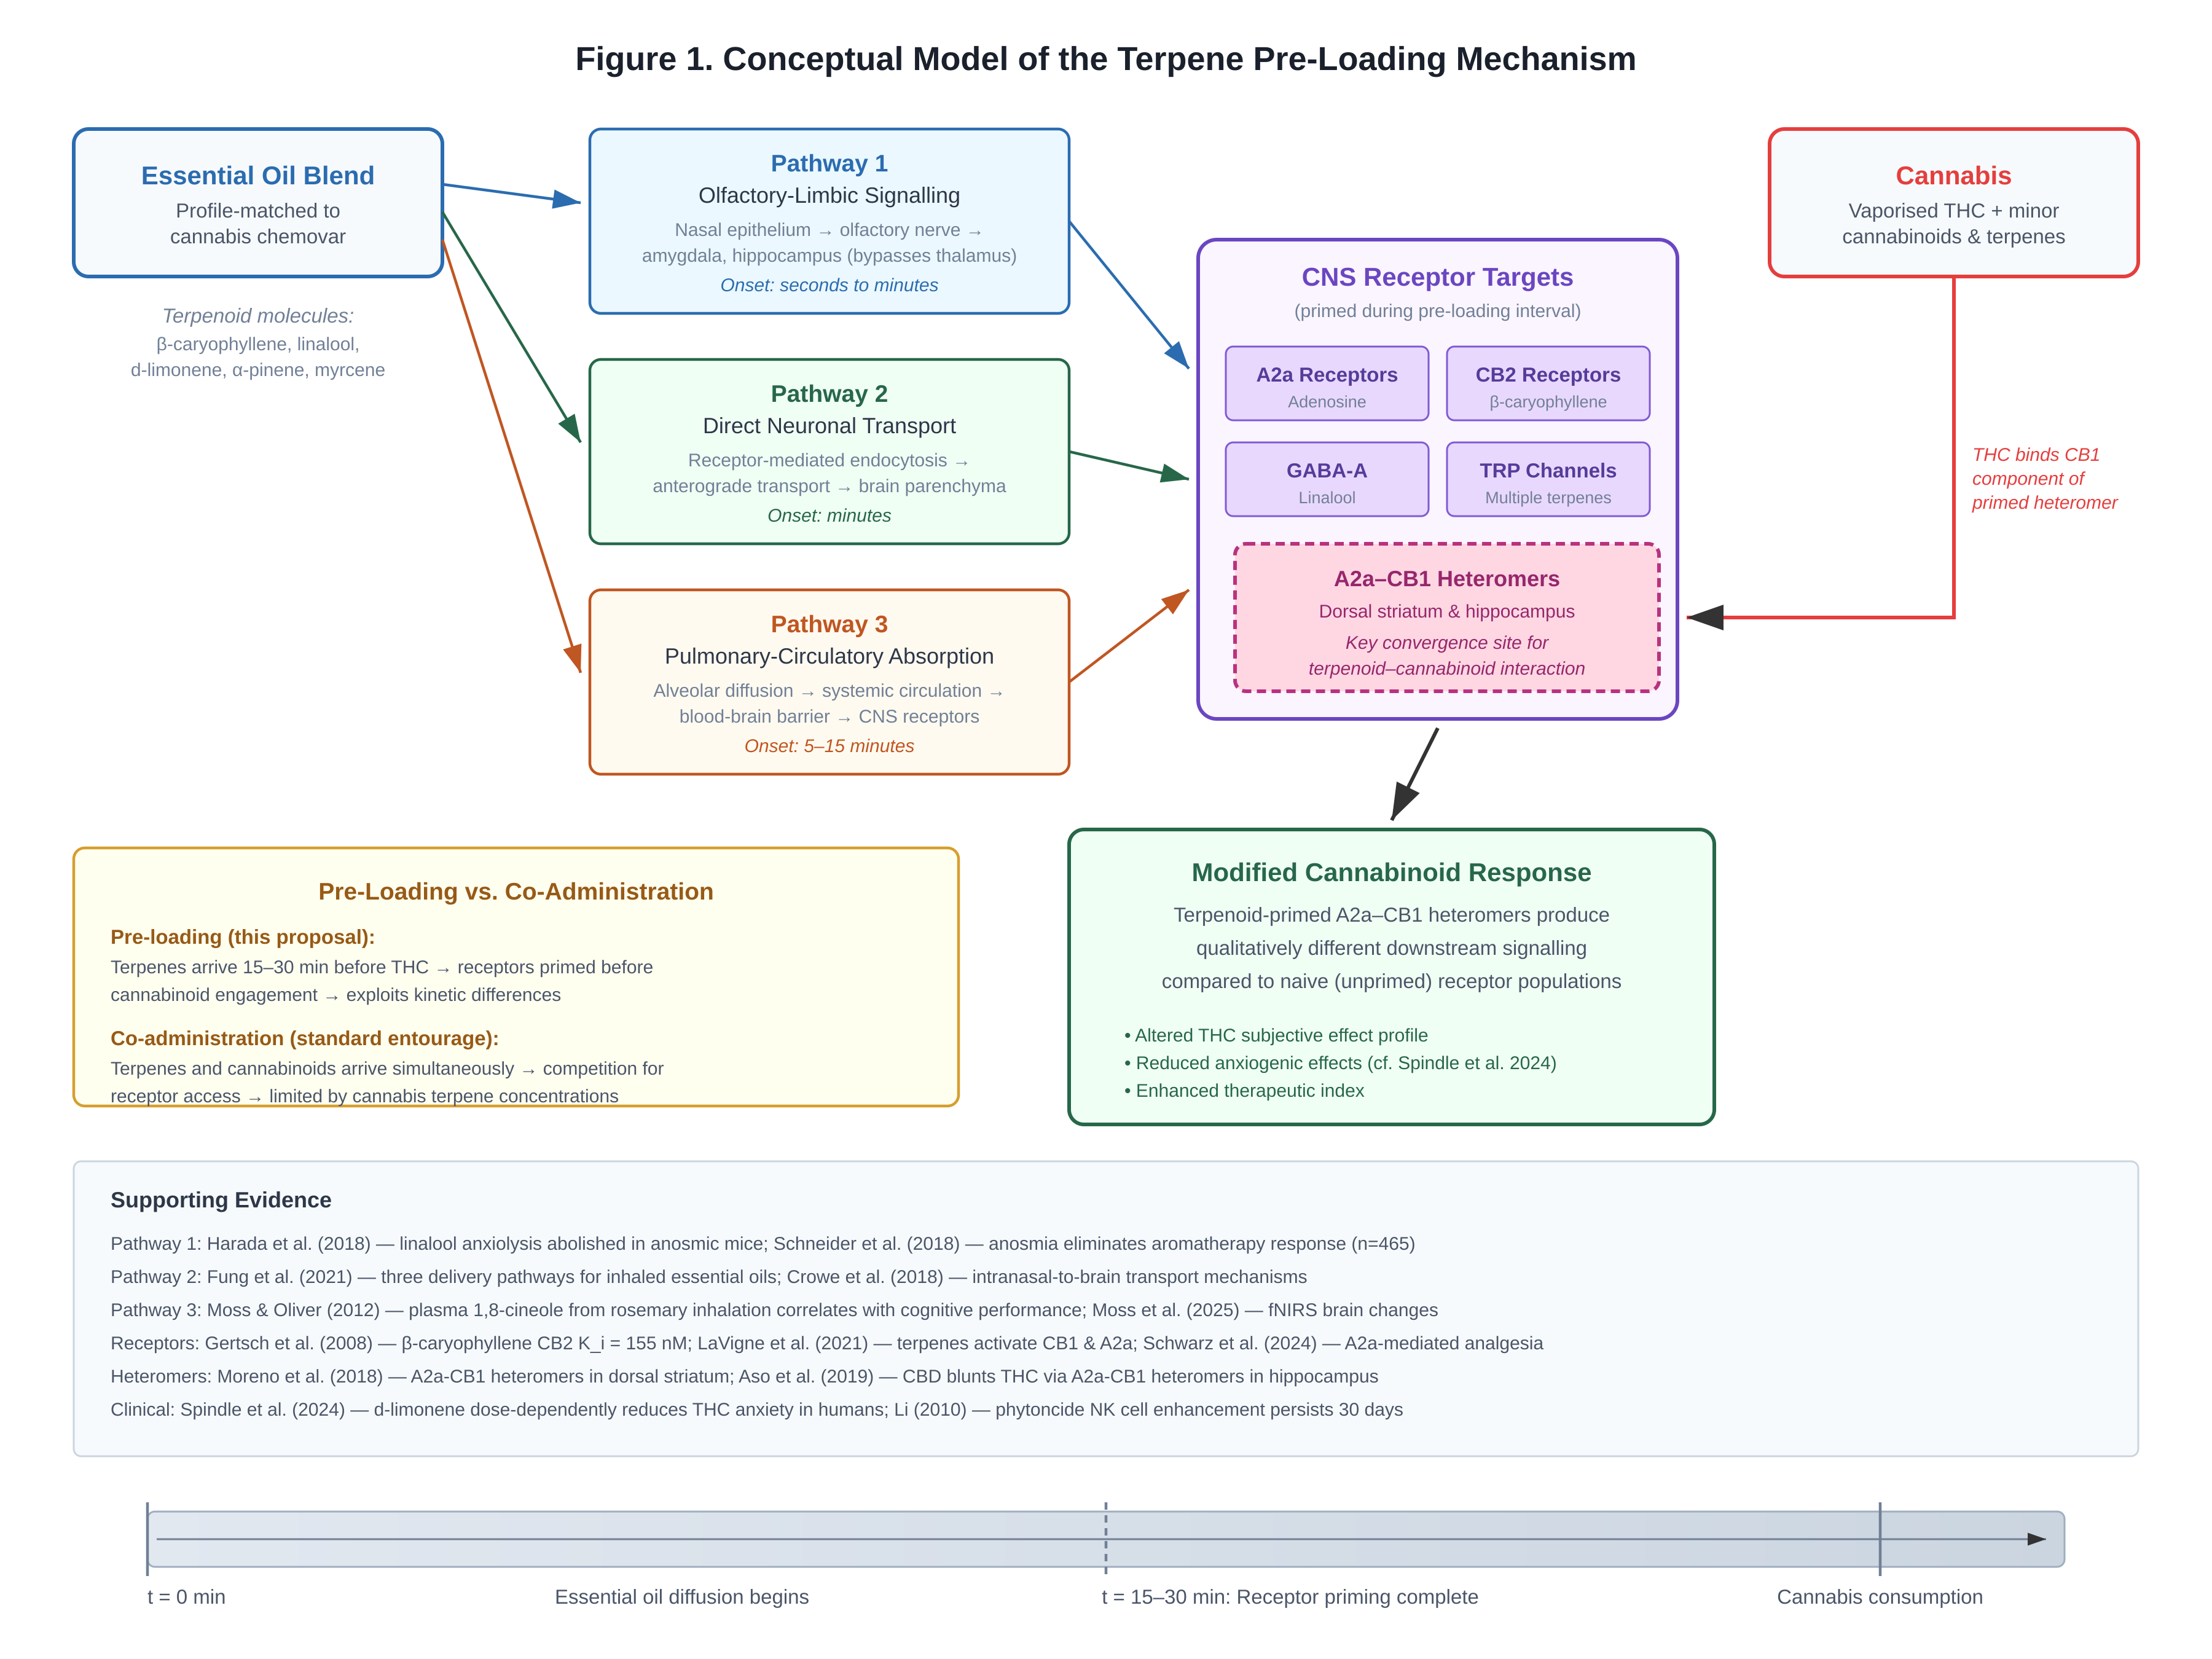 Figure 1. Conceptual Model of the Terpene Pre-Loading Mechanism
Essential Oil Blend
Profile-matched to
cannabis chemovar
Terpenoid molecules:
β-caryophyllene, linalool,
d-limonene, α-pinene, myrcene
Pathway 1
Olfactory-Limbic Signalling
Nasal epithelium → olfactory nerve →
amygdala, hippocampus (bypasses thalamus)
Onset: seconds to minutes
Pathway 2
Direct Neuronal Transport
Receptor-mediated endocytosis →
anterograde transport → brain parenchyma
Onset: minutes
Pathway 3
Pulmonary-Circulatory Absorption
Alveolar diffusion → systemic circulation →
blood-brain barrier → CNS receptors
Onset: 5–15 minutes
CNS Receptor Targets
(primed during pre-loading interval)
A2a Receptors
Adenosine
CB2 Receptors
β-caryophyllene
GABA-A
Linalool
TRP Channels
Multiple terpenes
A2a–CB1 Heteromers
Dorsal striatum & hippocampus
Key convergence site for
terpenoid–cannabinoid interaction
Cannabis
Vaporised THC + minor
cannabinoids & terpenes
THC binds CB1
component of
primed heteromer
Pre-Loading vs. Co-Administration
Pre-loading (this proposal):
Terpenes arrive 15–30 min before THC → receptors primed before
cannabinoid engagement → exploits kinetic differences
Co-administration (standard entourage):
Terpenes and cannabinoids arrive simultaneously → competition for
receptor access → limited by cannabis terpene concentrations
Modified Cannabinoid Response
Terpenoid-primed A2a–CB1 heteromers produce
qualitatively different downstream signalling
compared to naive (unprimed) receptor populations
• Altered THC subjective effect profile
• Reduced anxiogenic effects (cf. Spindle et al. 2024)
• Enhanced therapeutic index
Supporting Evidence
Pathway 1: Harada et al. (2018) — linalool anxiolysis abolished in anosmic mice; Schneider et al. (2018) — anosmia eliminates aromatherapy response (n=465)
Pathway 2: Fung et al. (2021) — three delivery pathways for inhaled essential oils; Crowe et al. (2018) — intranasal-to-brain transport mechanisms
Pathway 3: Moss & Oliver (2012) — plasma 1,8-cineole from rosemary inhalation correlates with cognitive performance; Moss et al. (2025) — fNIRS brain changes
Receptors: Gertsch et al. (2008) — β-caryophyllene CB2 K_i = 155 nM; LaVigne et al. (2021) — terpenes activate CB1 & A2a; Schwarz et al. (2024) — A2a-mediated analgesia
Heteromers: Moreno et al. (2018) — A2a-CB1 heteromers in dorsal striatum; Aso et al. (2019) — CBD blunts THC via A2a-CB1 heteromers in hippocampus
Clinical: Spindle et al. (2024) — d-limonene dose-dependently reduces THC anxiety in humans; Li (2010) — phytoncide NK cell enhancement persists 30 days
t = 0 min
Essential oil diffusion begins
t = 15–30 min: Receptor priming complete
Cannabis consumption